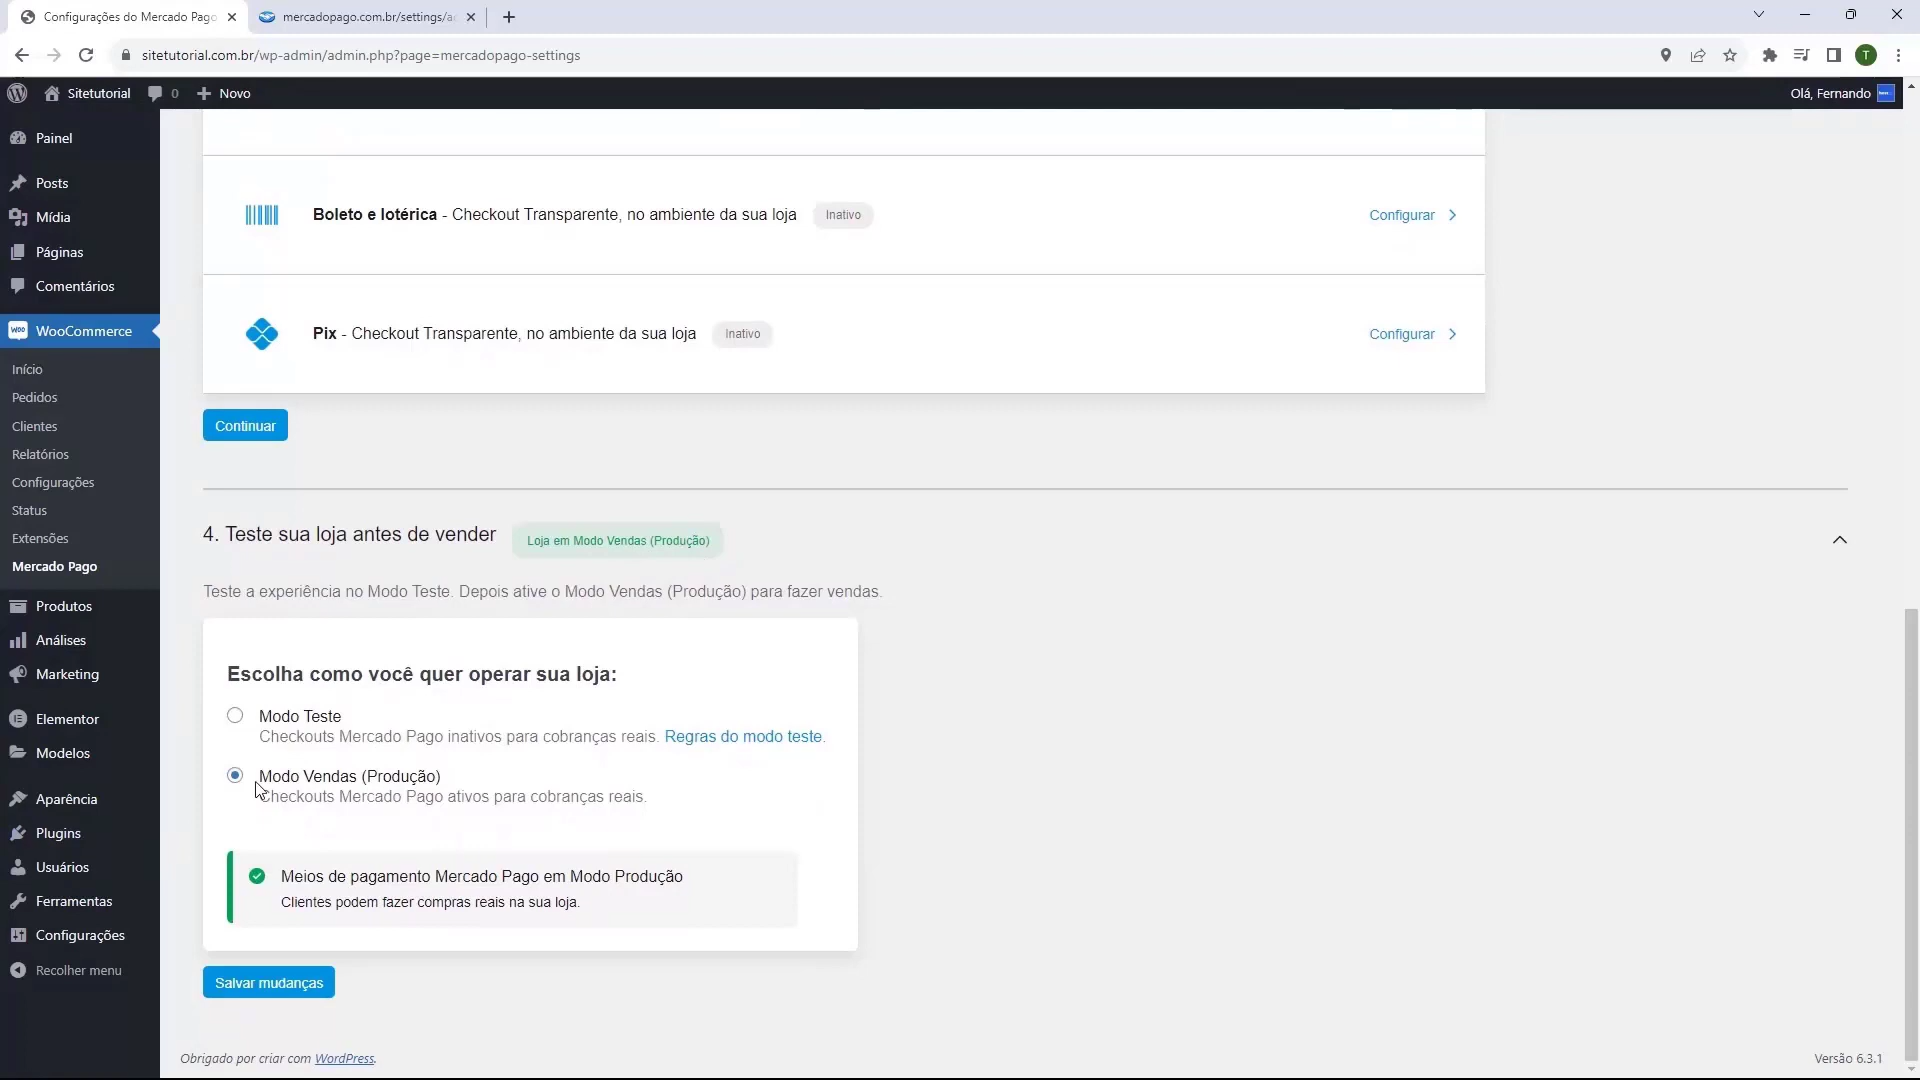 Configurações do Mercado Pago
mercadopago.com.br/settings/ac
sitetutorial.com.br/wp-admin/admin.php?page=mercadopago-settings
T
Sitetutorial
0
Novo
Olá, Fernando
Painel
Posts
Mídia
Páginas
Comentários
WooCommerce
Início
Pedidos
Clientes
Relatórios
Configurações
Status
Extensões
Mercado Pago
Produtos
Análises
Marketing
Elementor
Modelos
Aparência
Plugins
Usuários
Ferramentas
Configurações
Recolher menu
Boleto e lotérica - Checkout Transparente, no ambiente da sua loja
Inativo
Configurar
Pix - Checkout Transparente, no ambiente da sua loja
Inativo
Configurar
Continuar
4. Teste sua loja antes de vender
Loja em Modo Vendas (Produção)
Teste a experiência no Modo Teste. Depois ative o Modo Vendas (Produção) para fazer vendas.
Escolha como você quer operar sua loja:
Modo Teste
Checkouts Mercado Pago inativos para cobranças reais. Regras do modo teste.
Modo Vendas (Produção)
Checkouts Mercado Pago ativos para cobranças reais.
Meios de pagamento Mercado Pago em Modo Produção
Clientes podem fazer compras reais na sua loja.
Salvar mudanças
Obrigado por criar com WordPress.
Versão 6.3.1